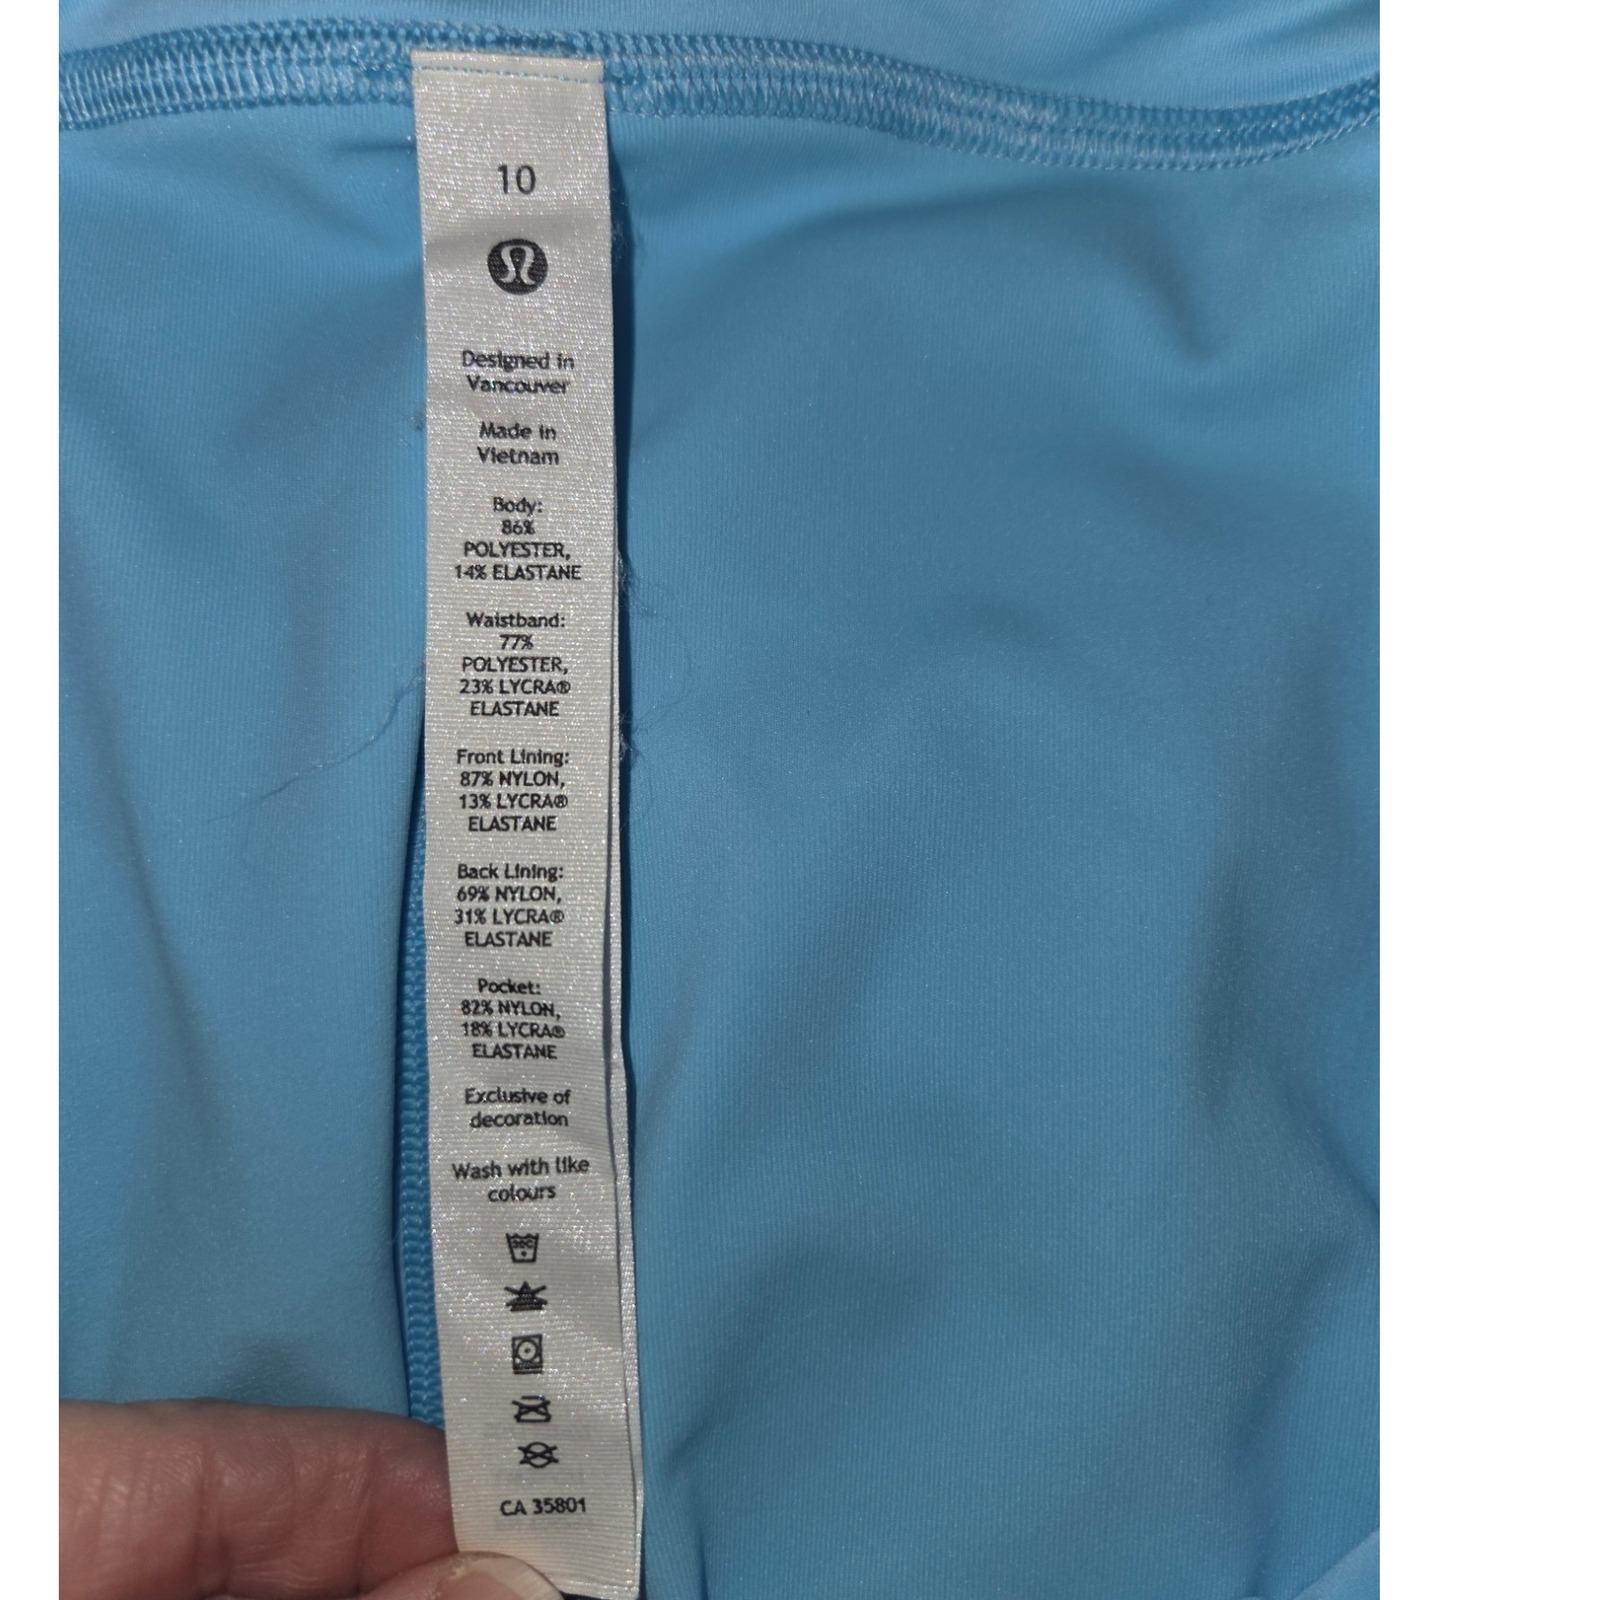 10
Designed in
Vancouver
Made in
Vietnam
Body:
86%
POLYESTER,
14% ELASTANE
Waistband:
77%
POLYESTER,
23% LYCRA®
ELASTANE
Front Lining:
87% NYLON,
13% LYCRA®
ELASTANE
Back Lining:
69% NYLON,
31% LYCRA®
ELASTANE
Pocket:
82% NYLON,
18% LYCRA®
ELASTANE
Exclusive of
decoration
Wash with like
colours
30C
CA 35801